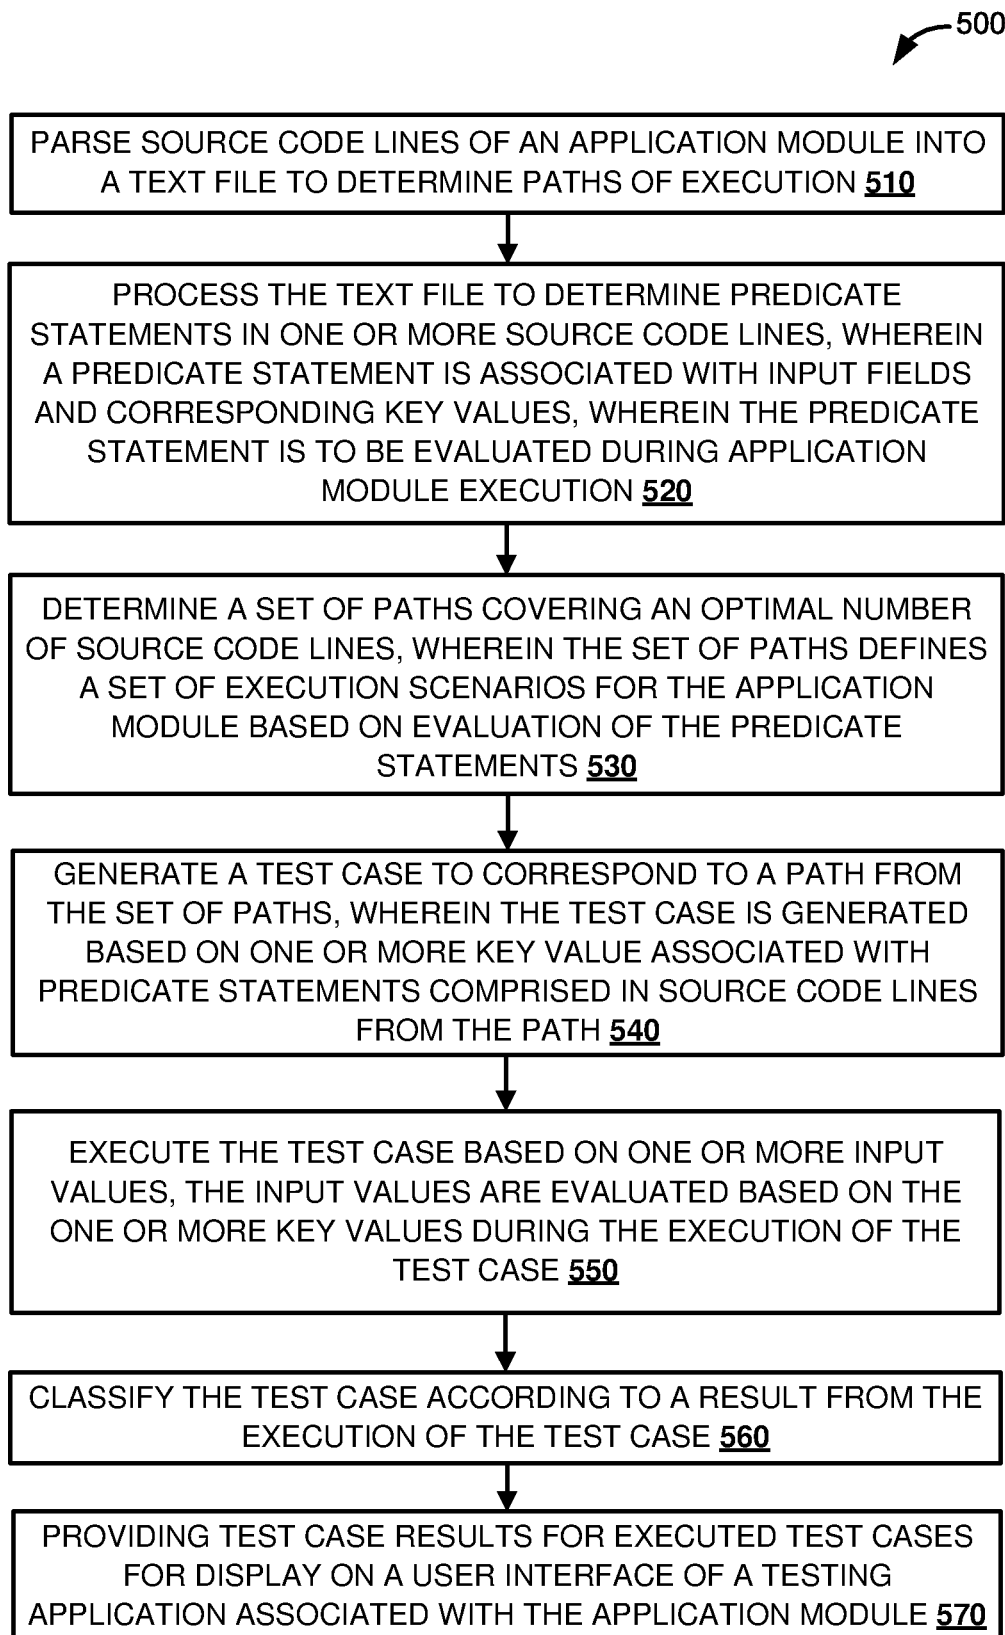 500
PARSE SOURCE CODE LINES OF AN APPLICATION MODULE INTO
A TEXT FILE TO DETERMINE PATHS OF EXECUTION 510
PROCESS THE TEXT FILE TO DETERMINE PREDICATE
STATEMENTS IN ONE OR MORE SOURCE CODE LINES, WHEREIN
A PREDICATE STATEMENT IS ASSOCIATED WITH INPUT FIELDS
AND CORRESPONDING KEY VALUES, WHEREIN THE PREDICATE
STATEMENT IS TO BE EVALUATED DURING APPLICATION
MODULE EXECUTION 520
DETERMINE A SET OF PATHS COVERING AN OPTIMAL NUMBER
OF SOURCE CODE LINES, WHEREIN THE SET OF PATHS DEFINES
A SET OF EXECUTION SCENARIOS FOR THE APPLICATION
MODULE BASED ON EVALUATION OF THE PREDICATE
STATEMENTS 530
GENERATE A TEST CASE TO CORRESPOND TO A PATH FROM
THE SET OF PATHS, WHEREIN THE TEST CASE IS GENERATED
BASED ON ONE OR MORE KEY VALUE ASSOCIATED WITH
PREDICATE STATEMENTS COMPRISED IN SOURCE CODE LINES
FROM THE PATH 540
EXECUTE THE TEST CASE BASED ON ONE OR MORE INPUT
VALUES, THE INPUT VALUES ARE EVALUATED BASED ON THE
ONE OR MORE KEY VALUES DURING THE EXECUTION OF THE
TEST CASE 550
CLASSIFY THE TEST CASE ACCORDING TO A RESULT FROM THE
EXECUTION OF THE TEST CASE 560
PROVIDING TEST CASE RESULTS FOR EXECUTED TEST CASES
FOR DISPLAY ON A USER INTERFACE OF A TESTING
APPLICATION ASSOCIATED WITH THE APPLICATION MODULE 570